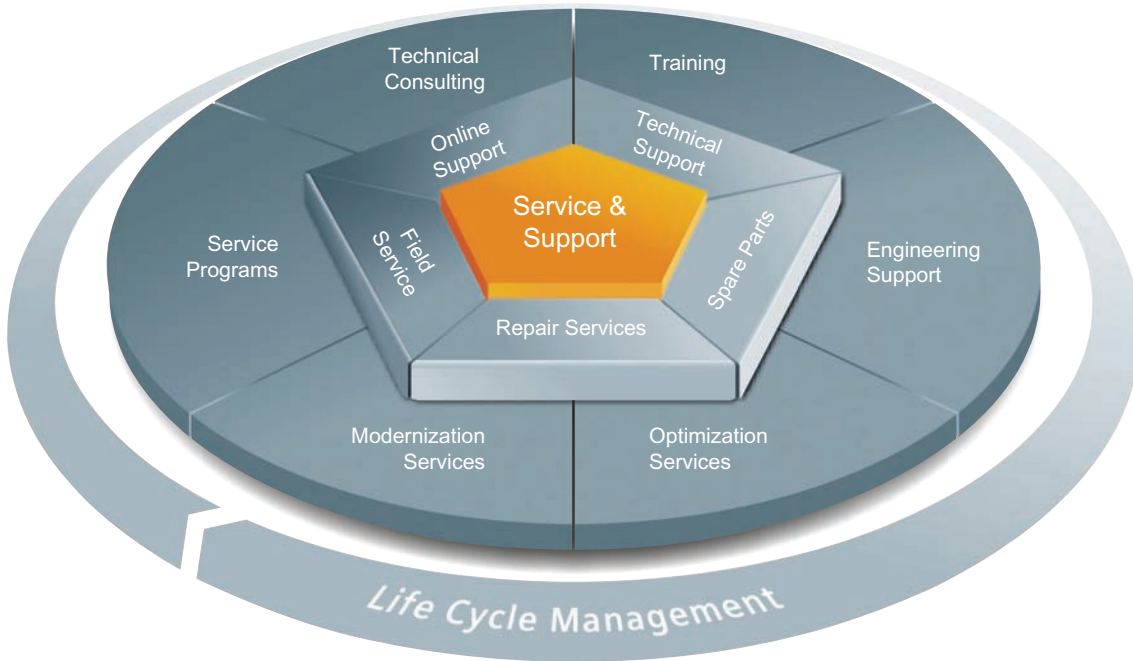 Technical
Consulting
Training
Online
Support
Technical
Support
Service &
Support
Service
Programs
Field
Service
Spare Parts
Engineering
Support
Repair Services
Modernization
Services
Optimization
Services
Life Cycle Management